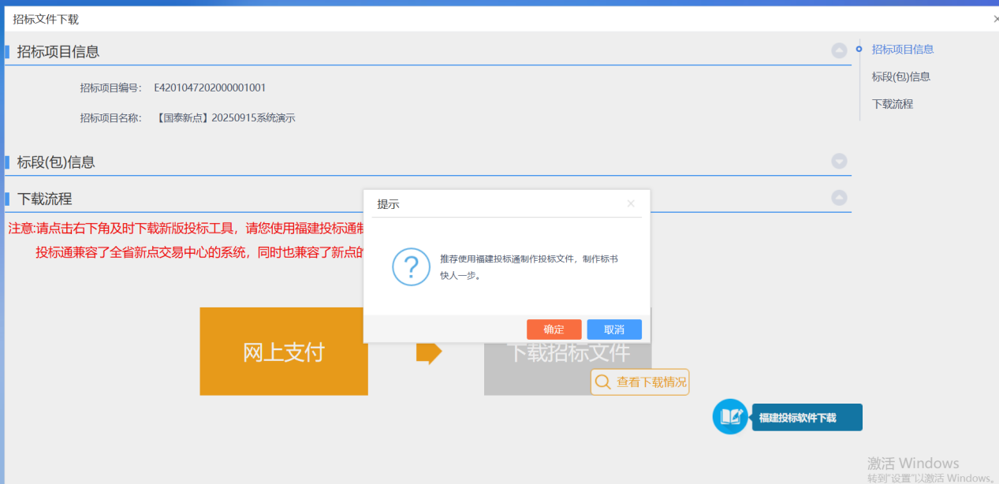 招标文件下载
招标项目信息
招标项目编号： E4201047202000001001
招标项目名称： 【国泰新点】20250915系统演示
标段(包)信息
下载流程
注意:请点击右下角及时下载新版投标工具，请您使用福建投标通制
投标通兼容了全省新点交易中心的系统，同时也兼容了新点的
提示
推荐使用福建投标通制作投标文件，制作标书
快人一步。
确定
取消
网上支付
下载招标文件
查看下载情况
福建投标软件下载
招标项目信息
标段(包)信息
下载流程
激活 Windows
转到"设置"以激活 Windows。